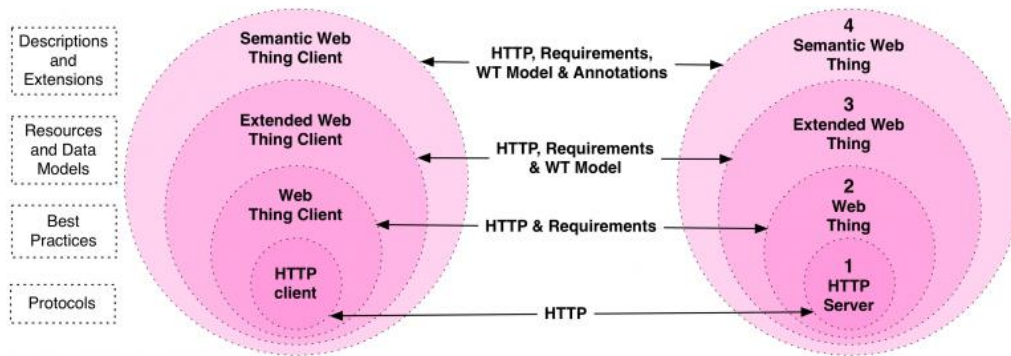 Descriptions
and
Extensions
Resources
and Data
Models
Best
Practices
Protocols
Semantic Web
Thing Client
Extended Web
Thing Client
Web
Thing Client
HTTP
client
HTTP, Requirements,
WT Model & Annotations
HTTP, Requirements
& WT Model
HTTP & Requirements
HTTP
4
Semantic Web
Thing
3
Extended Web
Thing
2
Web
Thing
1
HTTP
Server